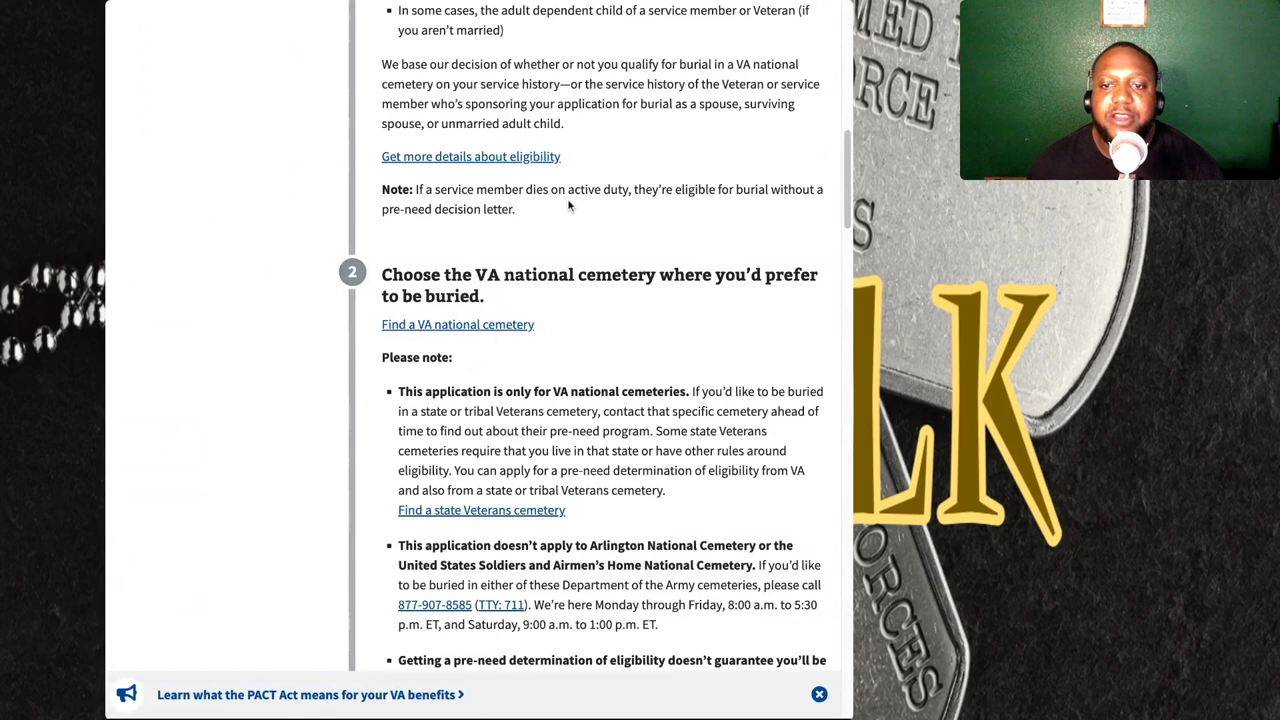 In some cases, the adult dependent child of a service member or Veteran (if
you aren't married)
We base our decision of whether or not you qualify for burial in a VA national
cemetery on your service history—or the service history of the Veteran or service
member who's sponsoring your application for burial as a spouse, surviving
spouse, or unmarried adult child.
Get more details about eligibility
Note: If a service member dies on active duty, they're eligible for burial without a
pre-need decision letter.
2
Choose the VA national cemetery where you'd prefer
to be buried.
Find a VA national cemetery
Please note:
This application is only for VA national cemeteries. If you'd like to be buried
in a state or tribal Veterans cemetery, contact that specific cemetery ahead of
time to find out about their pre-need program. Some state Veterans
cemeteries require that you live in that state or have other rules around
eligibility. You can apply for a pre-need determination of eligibility from VA
and also from a state or tribal Veterans cemetery.
Find a state Veterans cemetery
This application doesn't apply to Arlington National Cemetery or the
United States Soldiers and Airmen's Home National Cemetery. If you'd like
to be buried in either of these Department of the Army cemeteries, please call
877-907-8585 (TTY: 711). We're here Monday through Friday, 8:00 a.m. to 5:30
p.m. ET, and Saturday, 9:00 a.m. to 1:00 p.m. ET.
Getting a pre-need determination of eligibility doesn't guarantee you'll be
Learn what the PACT Act means for your VA benefits
MED
RCE
S
LK
ORCES